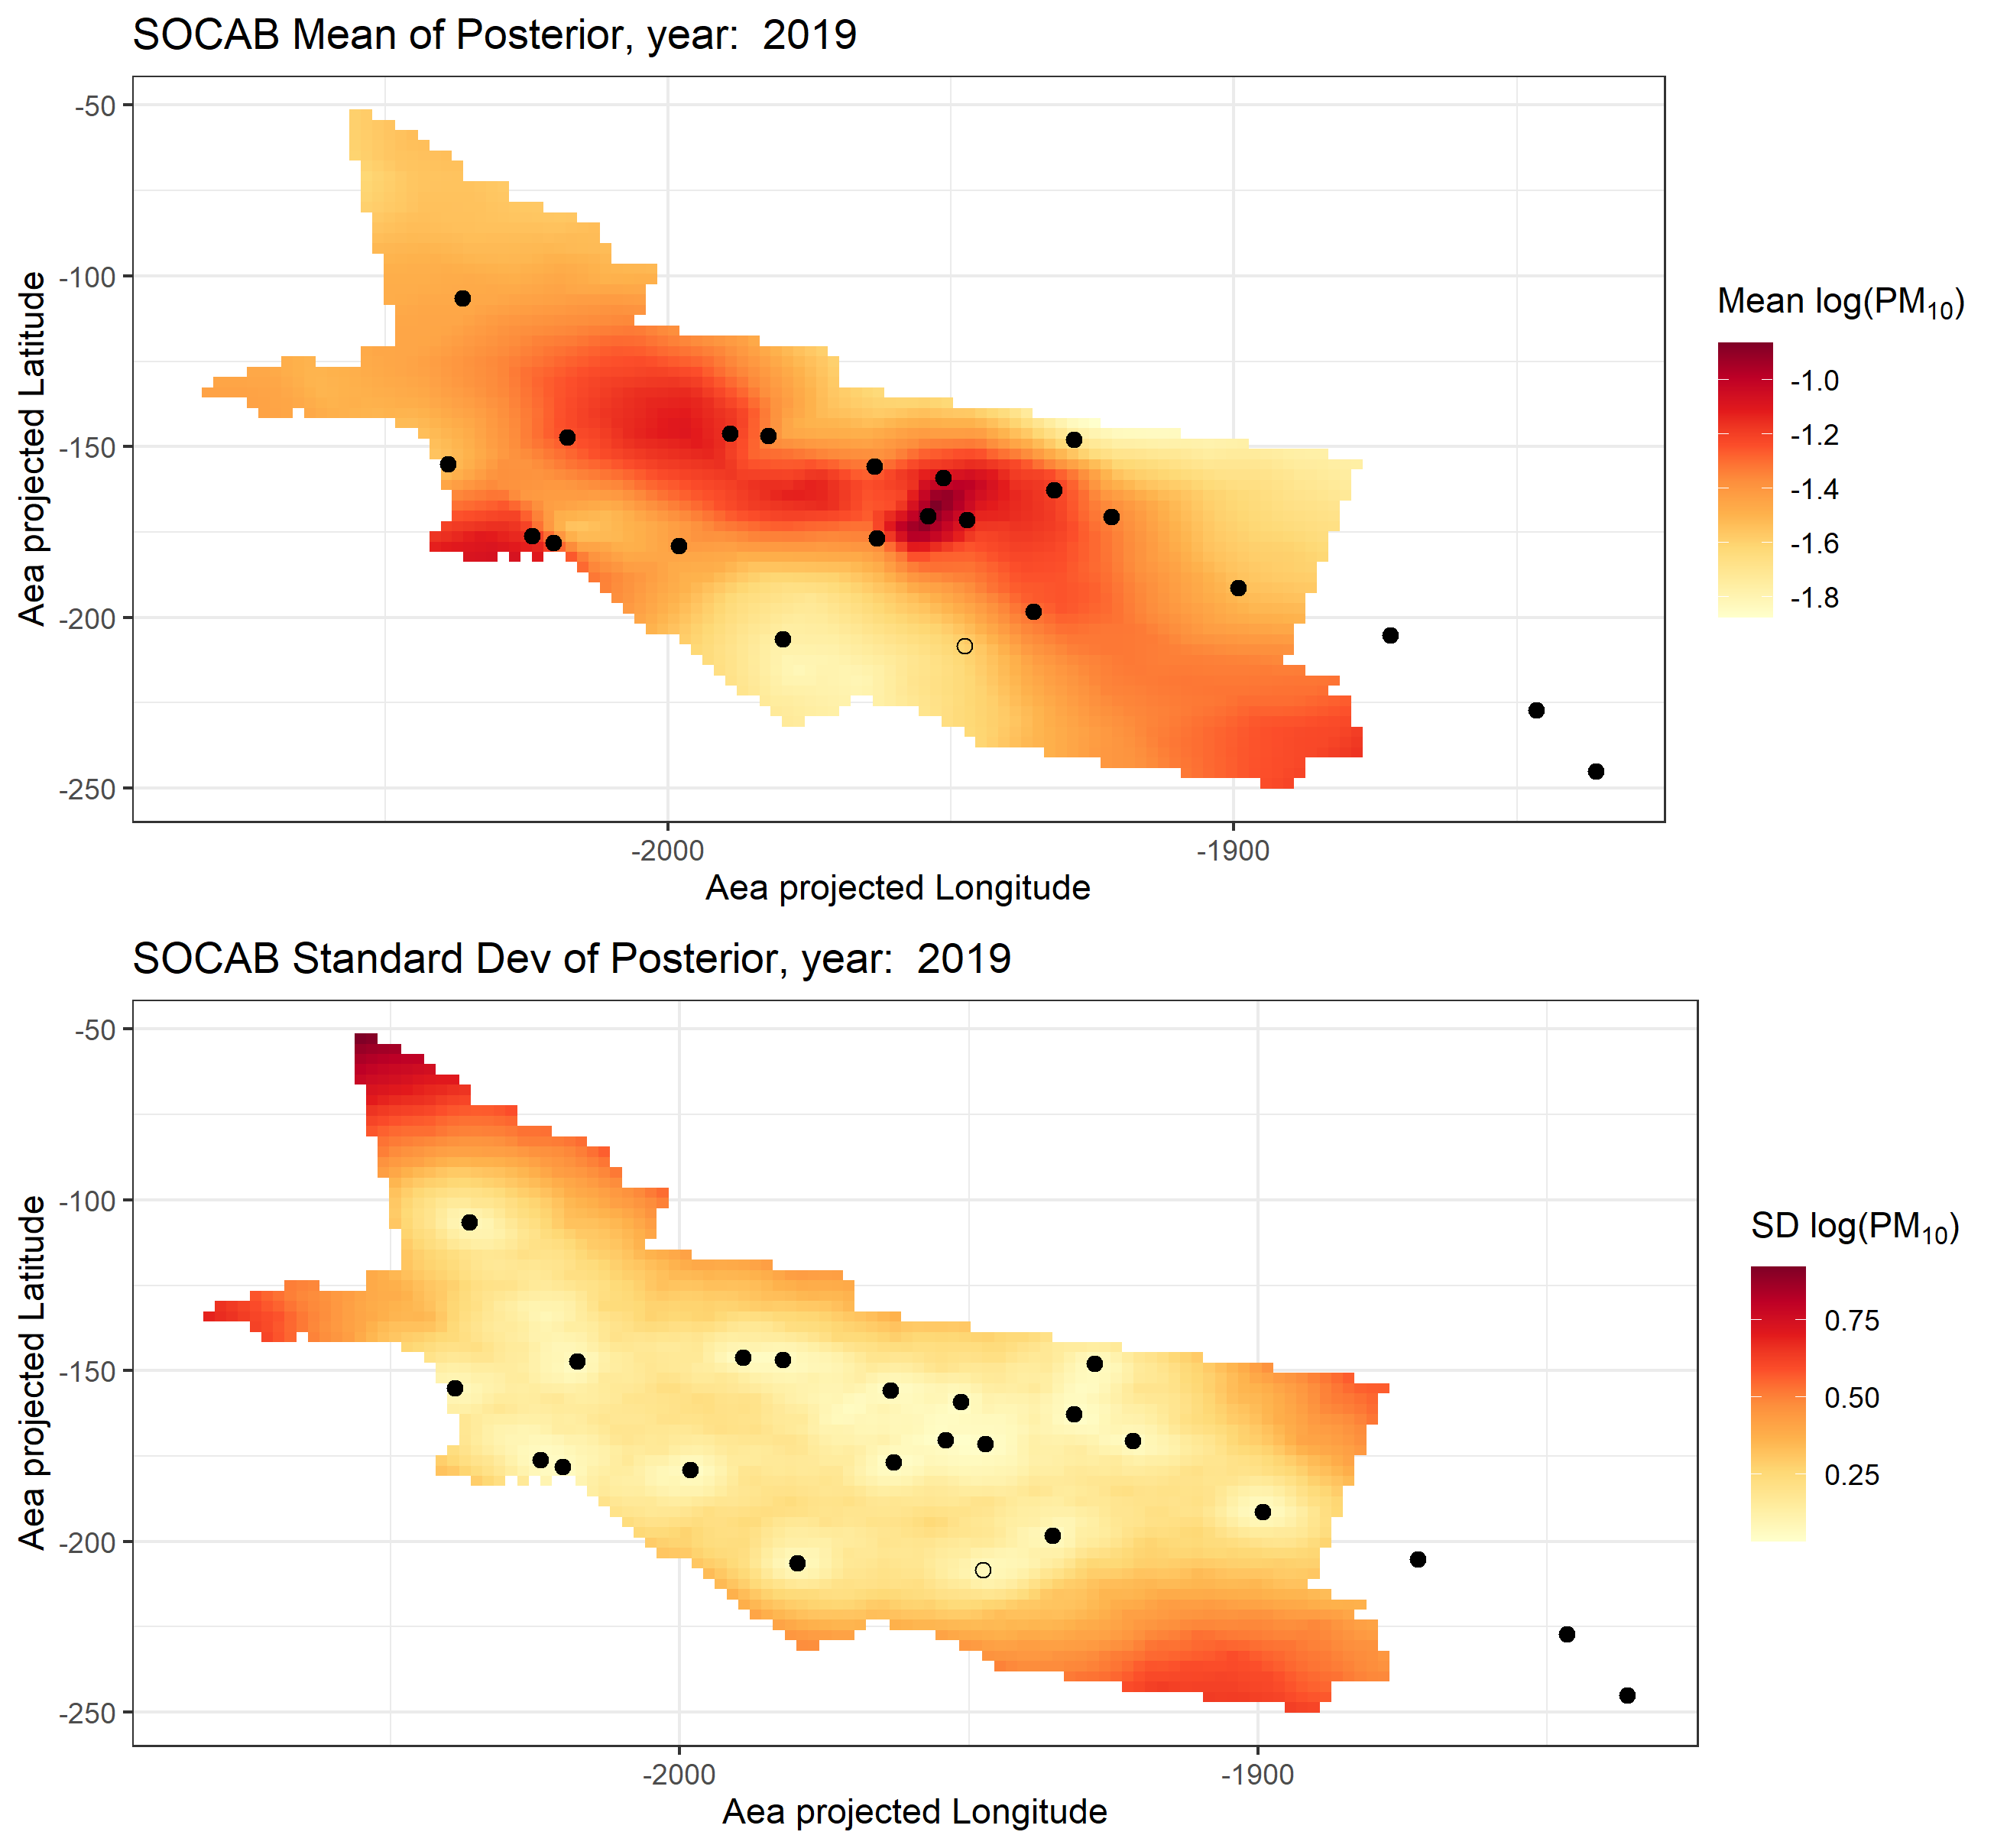 SOCAB Mean of Posterior, year:  2019
-50
-100
-150
-200
-250
Aea projected Latitude
-2000
-1900
Aea projected Longitude
Mean log(PM₁₀)
-1.0
-1.2
-1.4
-1.6
-1.8
SOCAB Standard Dev of Posterior, year:  2019
-50
-100
-150
-200
-250
Aea projected Latitude
-2000
-1900
Aea projected Longitude
SD log(PM₁₀)
0.75
0.50
0.25